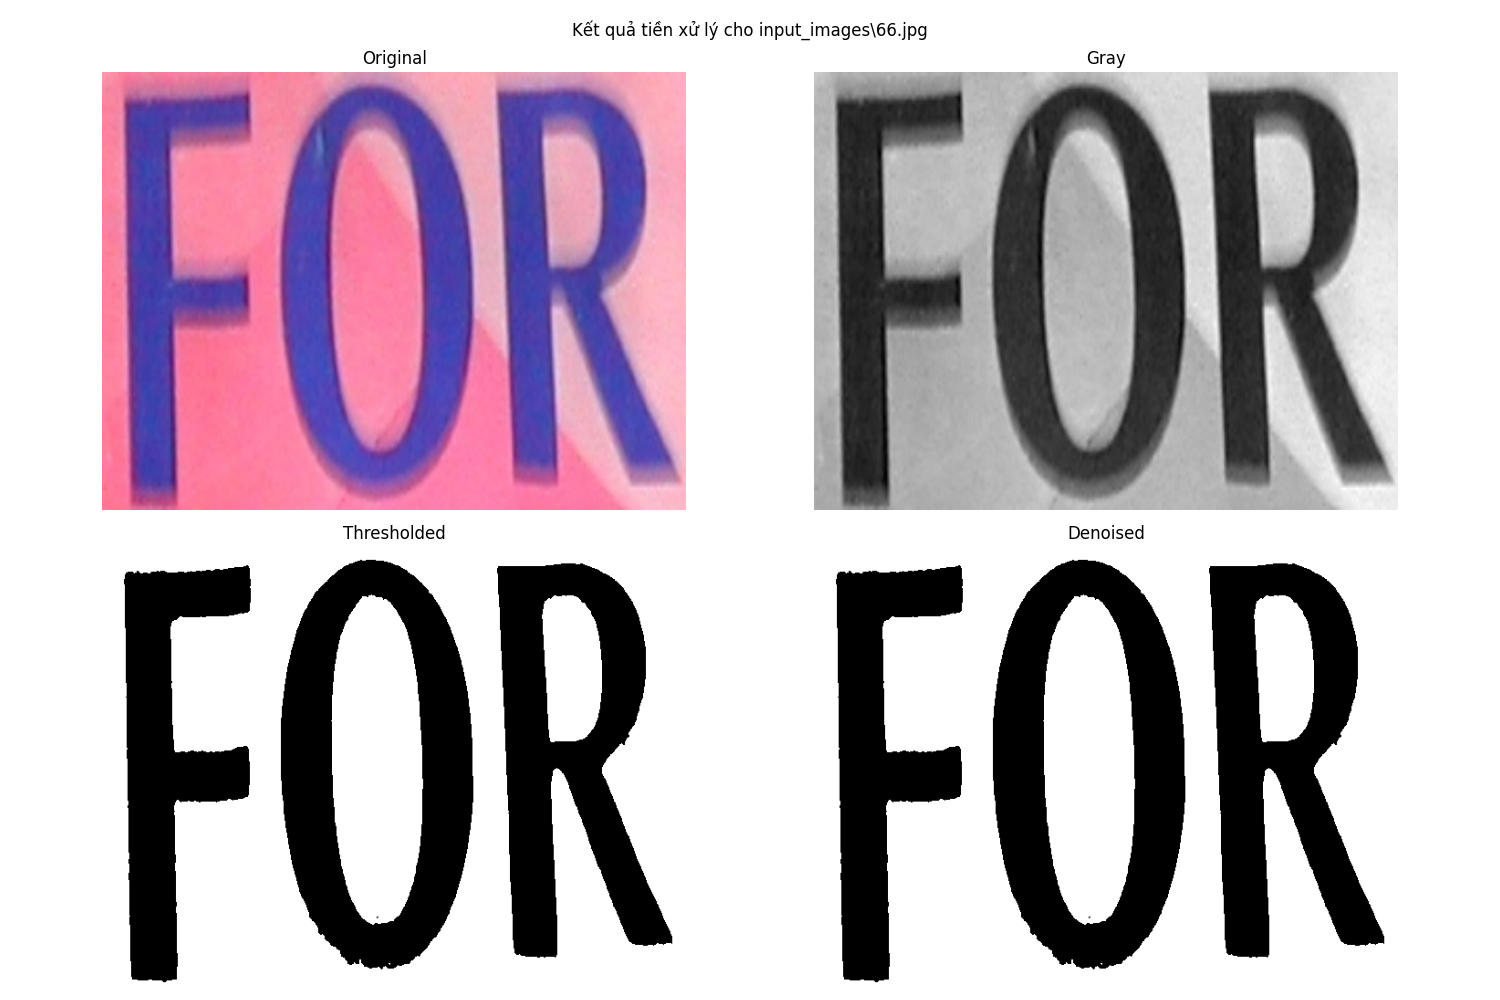 Kết quả tiền xử lý cho input_images\66.jpg
Original
Gray
FOR
FOR
Thresholded
Denoised
FOR
FOR